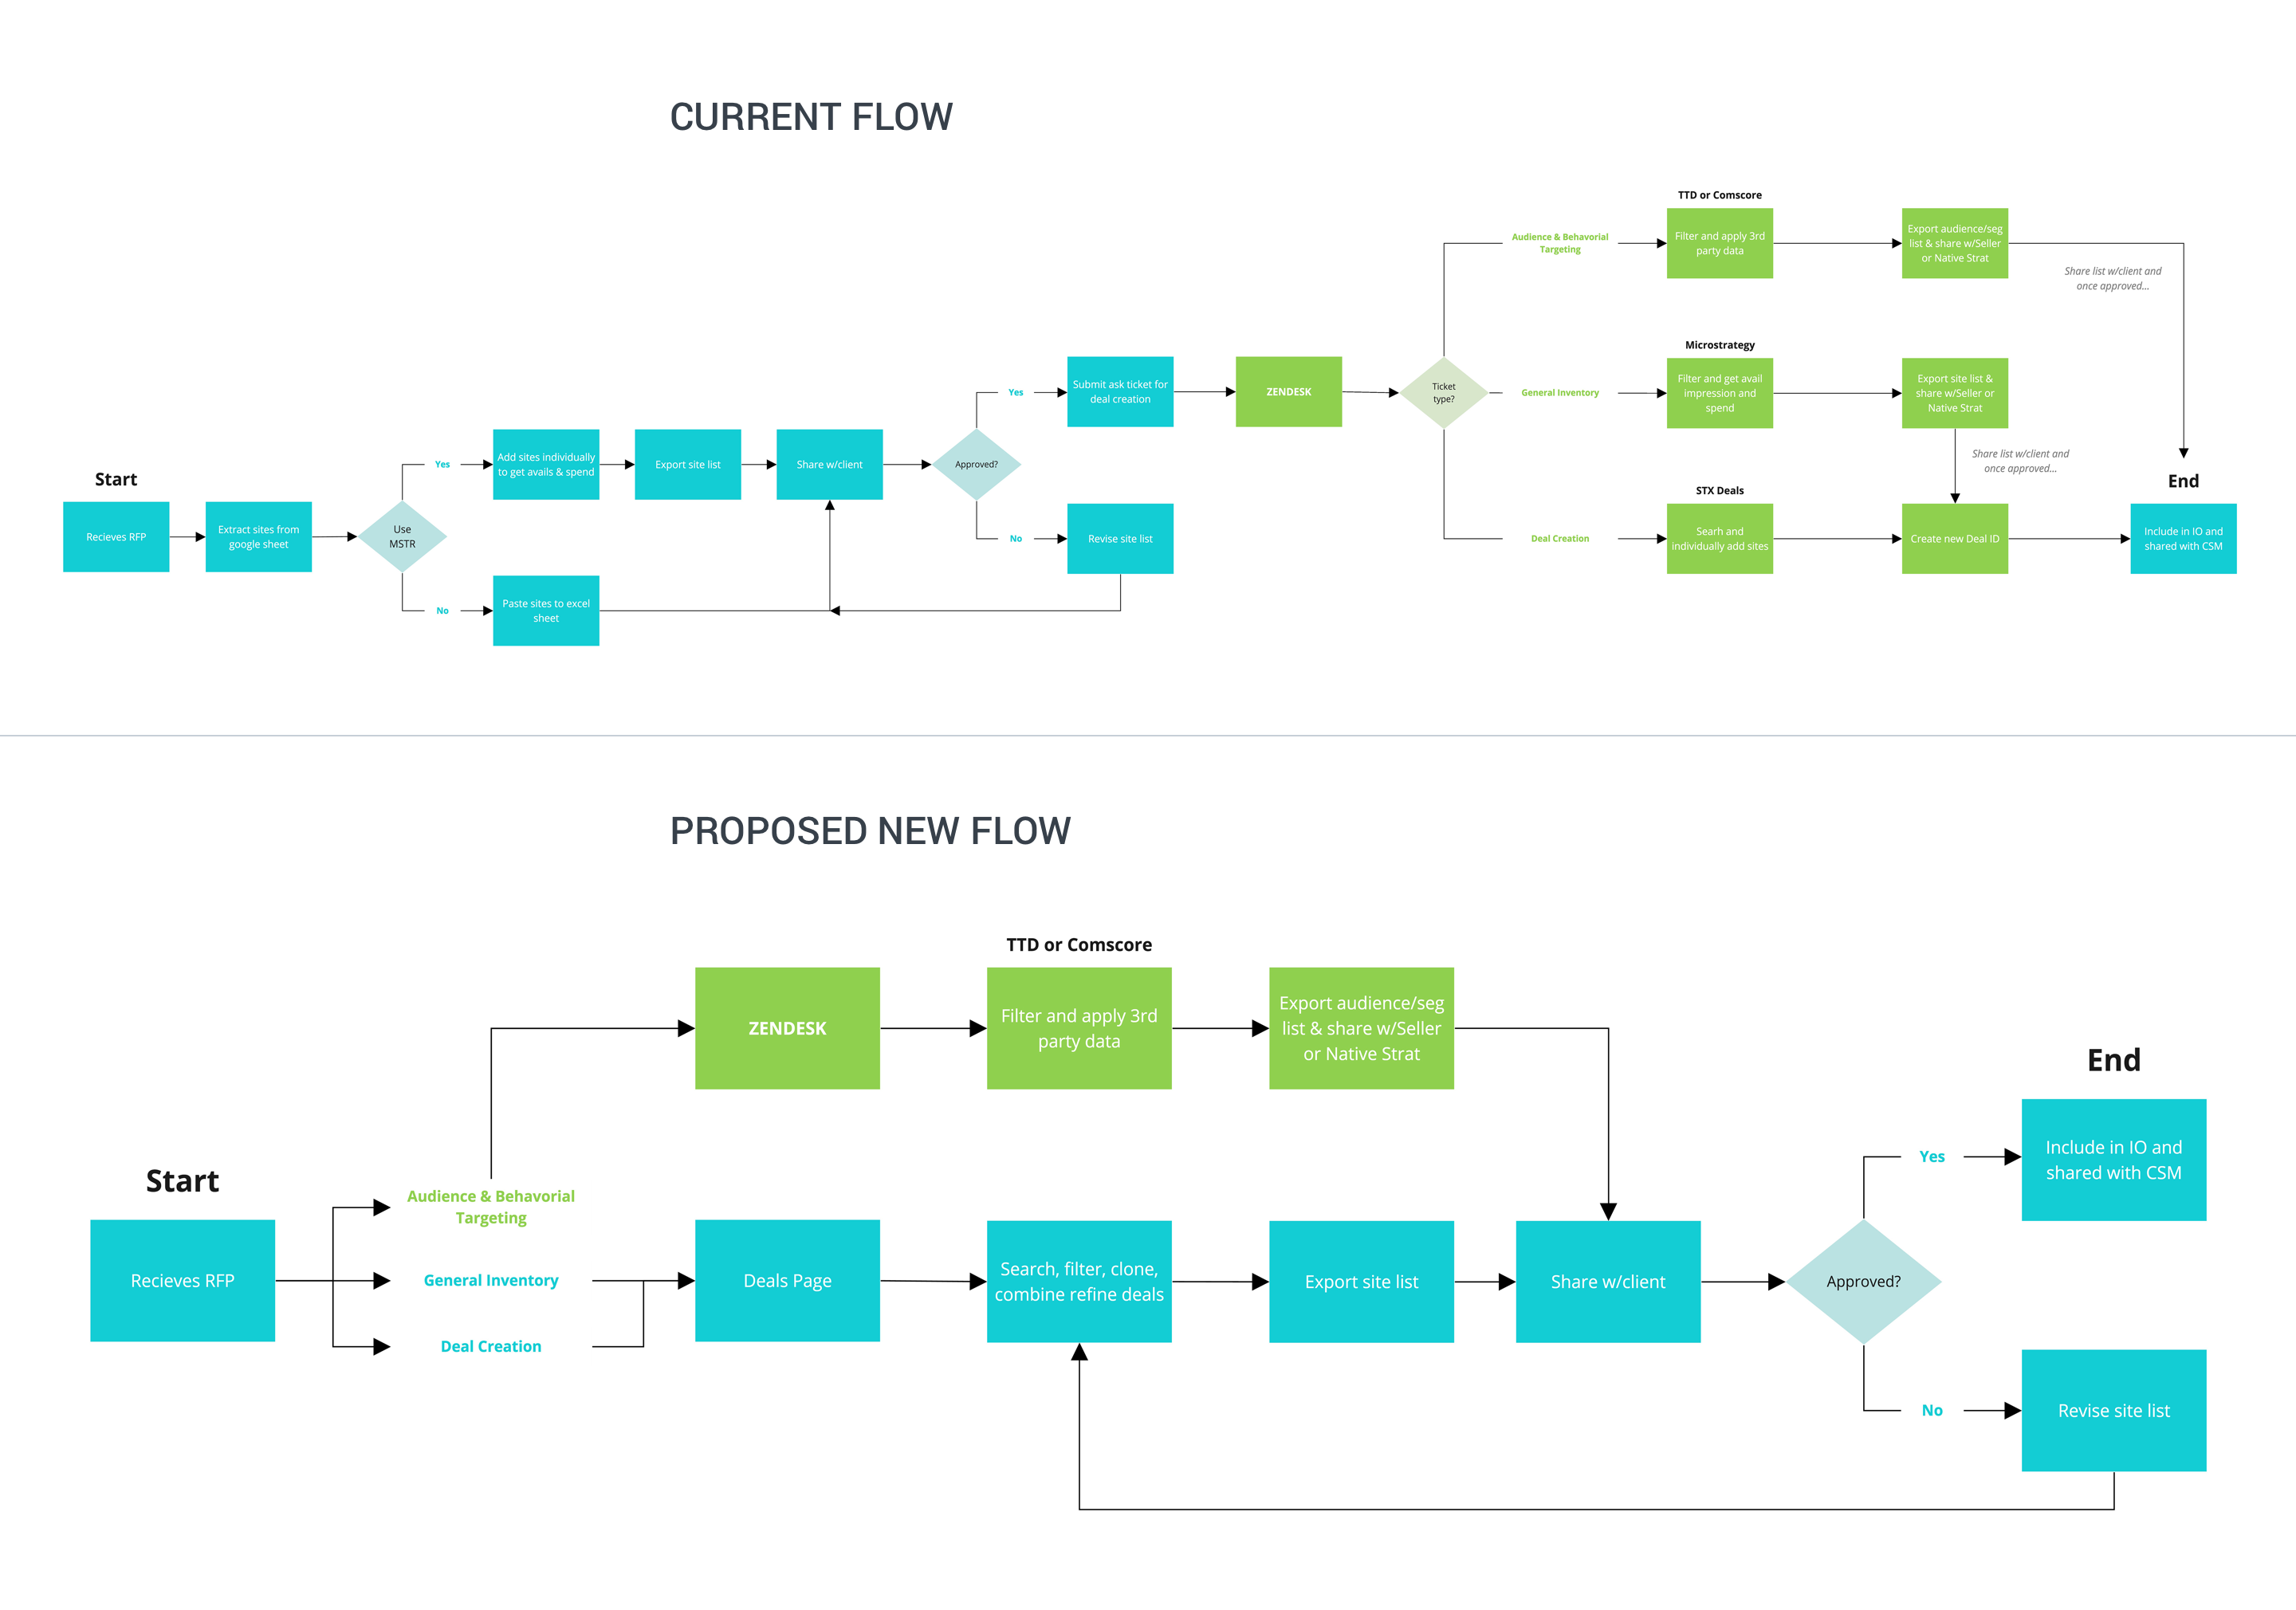 CURRENT FLOW
Start
Recieves RFP
Extract sites from
google sheet
Use
MSTR
Yes
Add sites individually
to get avails & spend
Export site list
Share w/client
No
Paste sites to excel
sheet
Approved?
Yes
Submit ask ticket for
deal creation
No
Revise site list
ZENDESK
Ticket
type?
Audience & Behavorial
Targeting
TTD or Comscore
Filter and apply 3rd
party data
Export audience/seg
list & share w/Seller
or Native Strat
Share list w/client and
once approved...
General Inventory
Microstrategy
Filter and get avail
impression and
spend
Export site list &
share w/Seller or
Native Strat
Share list w/client and
once approved...
Deal Creation
STX Deals
Searh and
individually add sites
Create new Deal ID
End
Include in IO and
shared with CSM
PROPOSED NEW FLOW
Start
Recieves RFP
Audience & Behavorial
Targeting
General Inventory
Deal Creation
ZENDESK
TTD or Comscore
Filter and apply 3rd
party data
Export audience/seg
list & share w/Seller
or Native Strat
Deals Page
Search, filter, clone,
combine refine deals
Export site list
Share w/client
Approved?
Yes
End
Include in IO and
shared with CSM
No
Revise site list